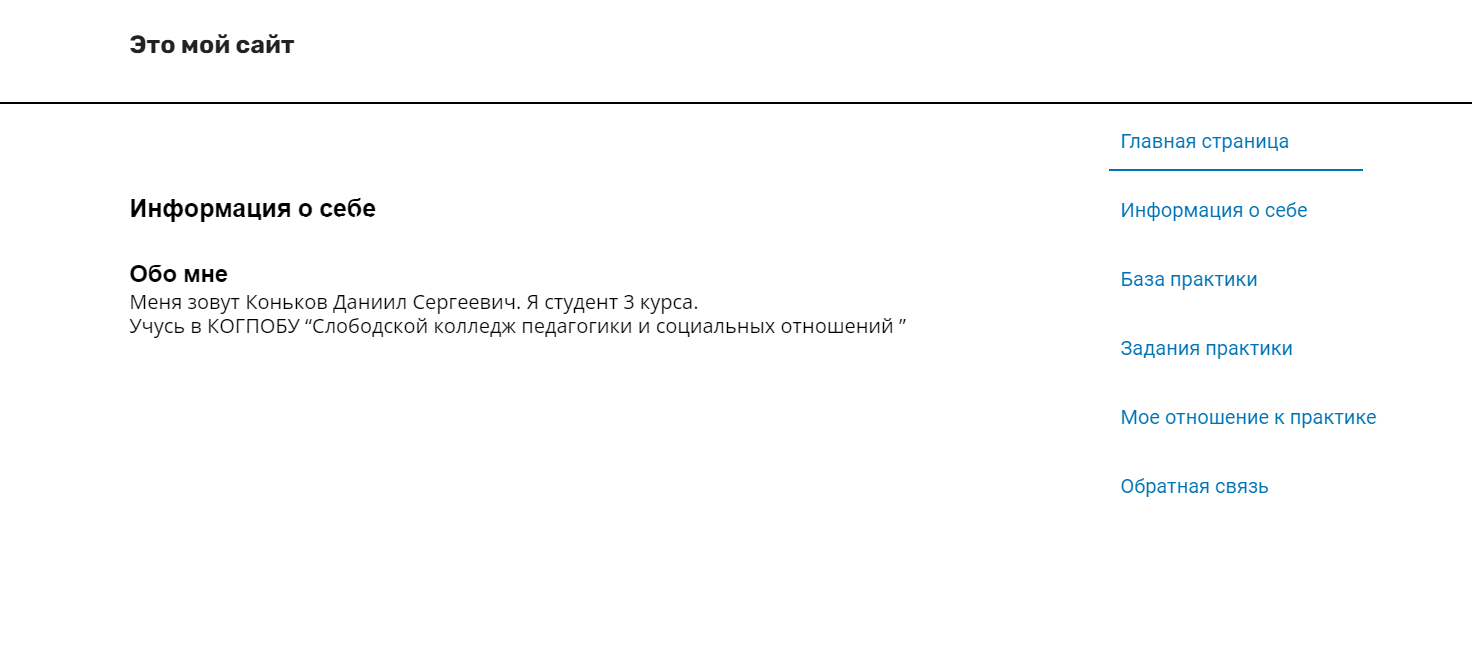 Это мой сайт
Информация о себе
Обо мне
Меня зовут Коньков Даниил Сергеевич. Я студент 3 курса.
Учусь в КОГПОБУ “Слободской колледж педагогики и социальных отношений ”
Главная страница
Информация о себе
База практики
Задания практики
Мое отношение к практике
Обратная связь